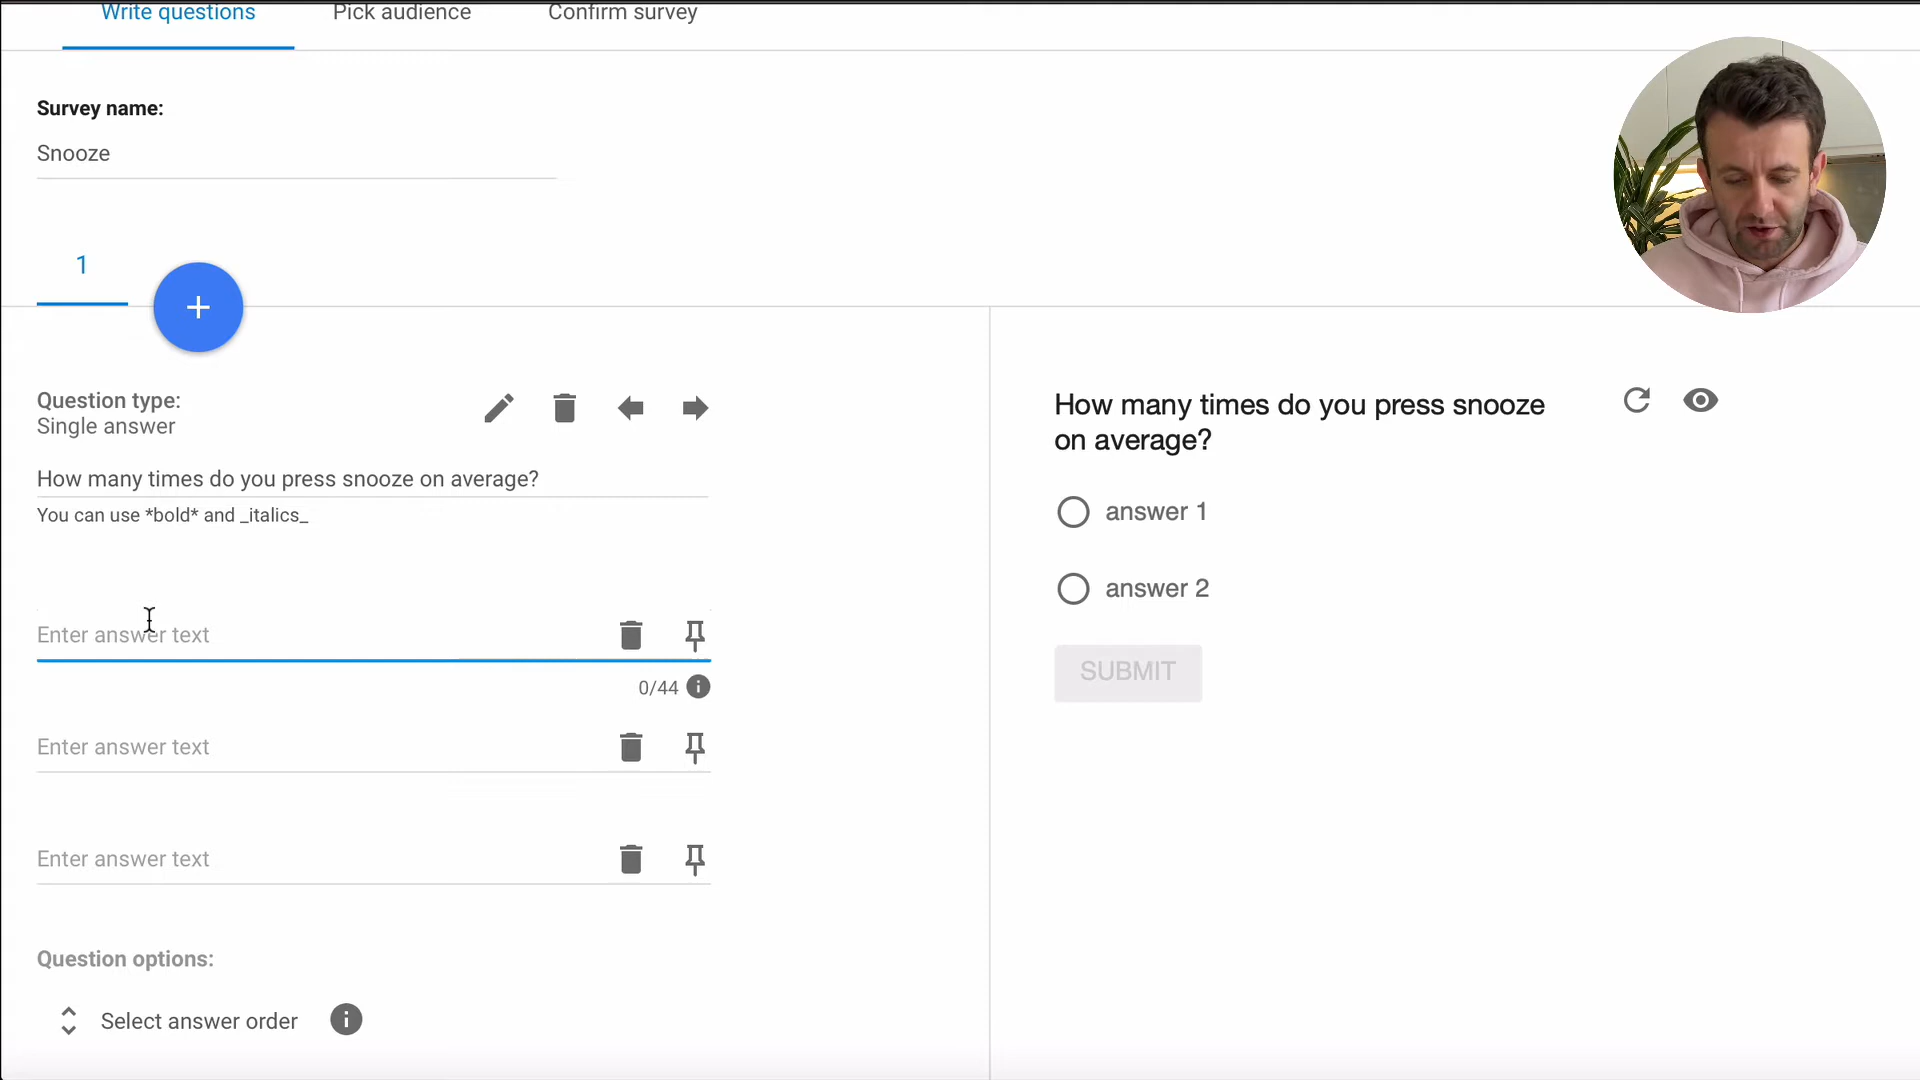 Write questions
Pick audience
Confirm survey
Survey name:
Snooze
1
Question type:
Single answer
How many times do you press snooze on average?
You can use *bold* and _italics_
Enter answer text
0/44
Enter answer text
Enter answer text
Question options:
Select answer order
How many times do you press snooze
on average?
answer 1
answer 2
SUBMIT